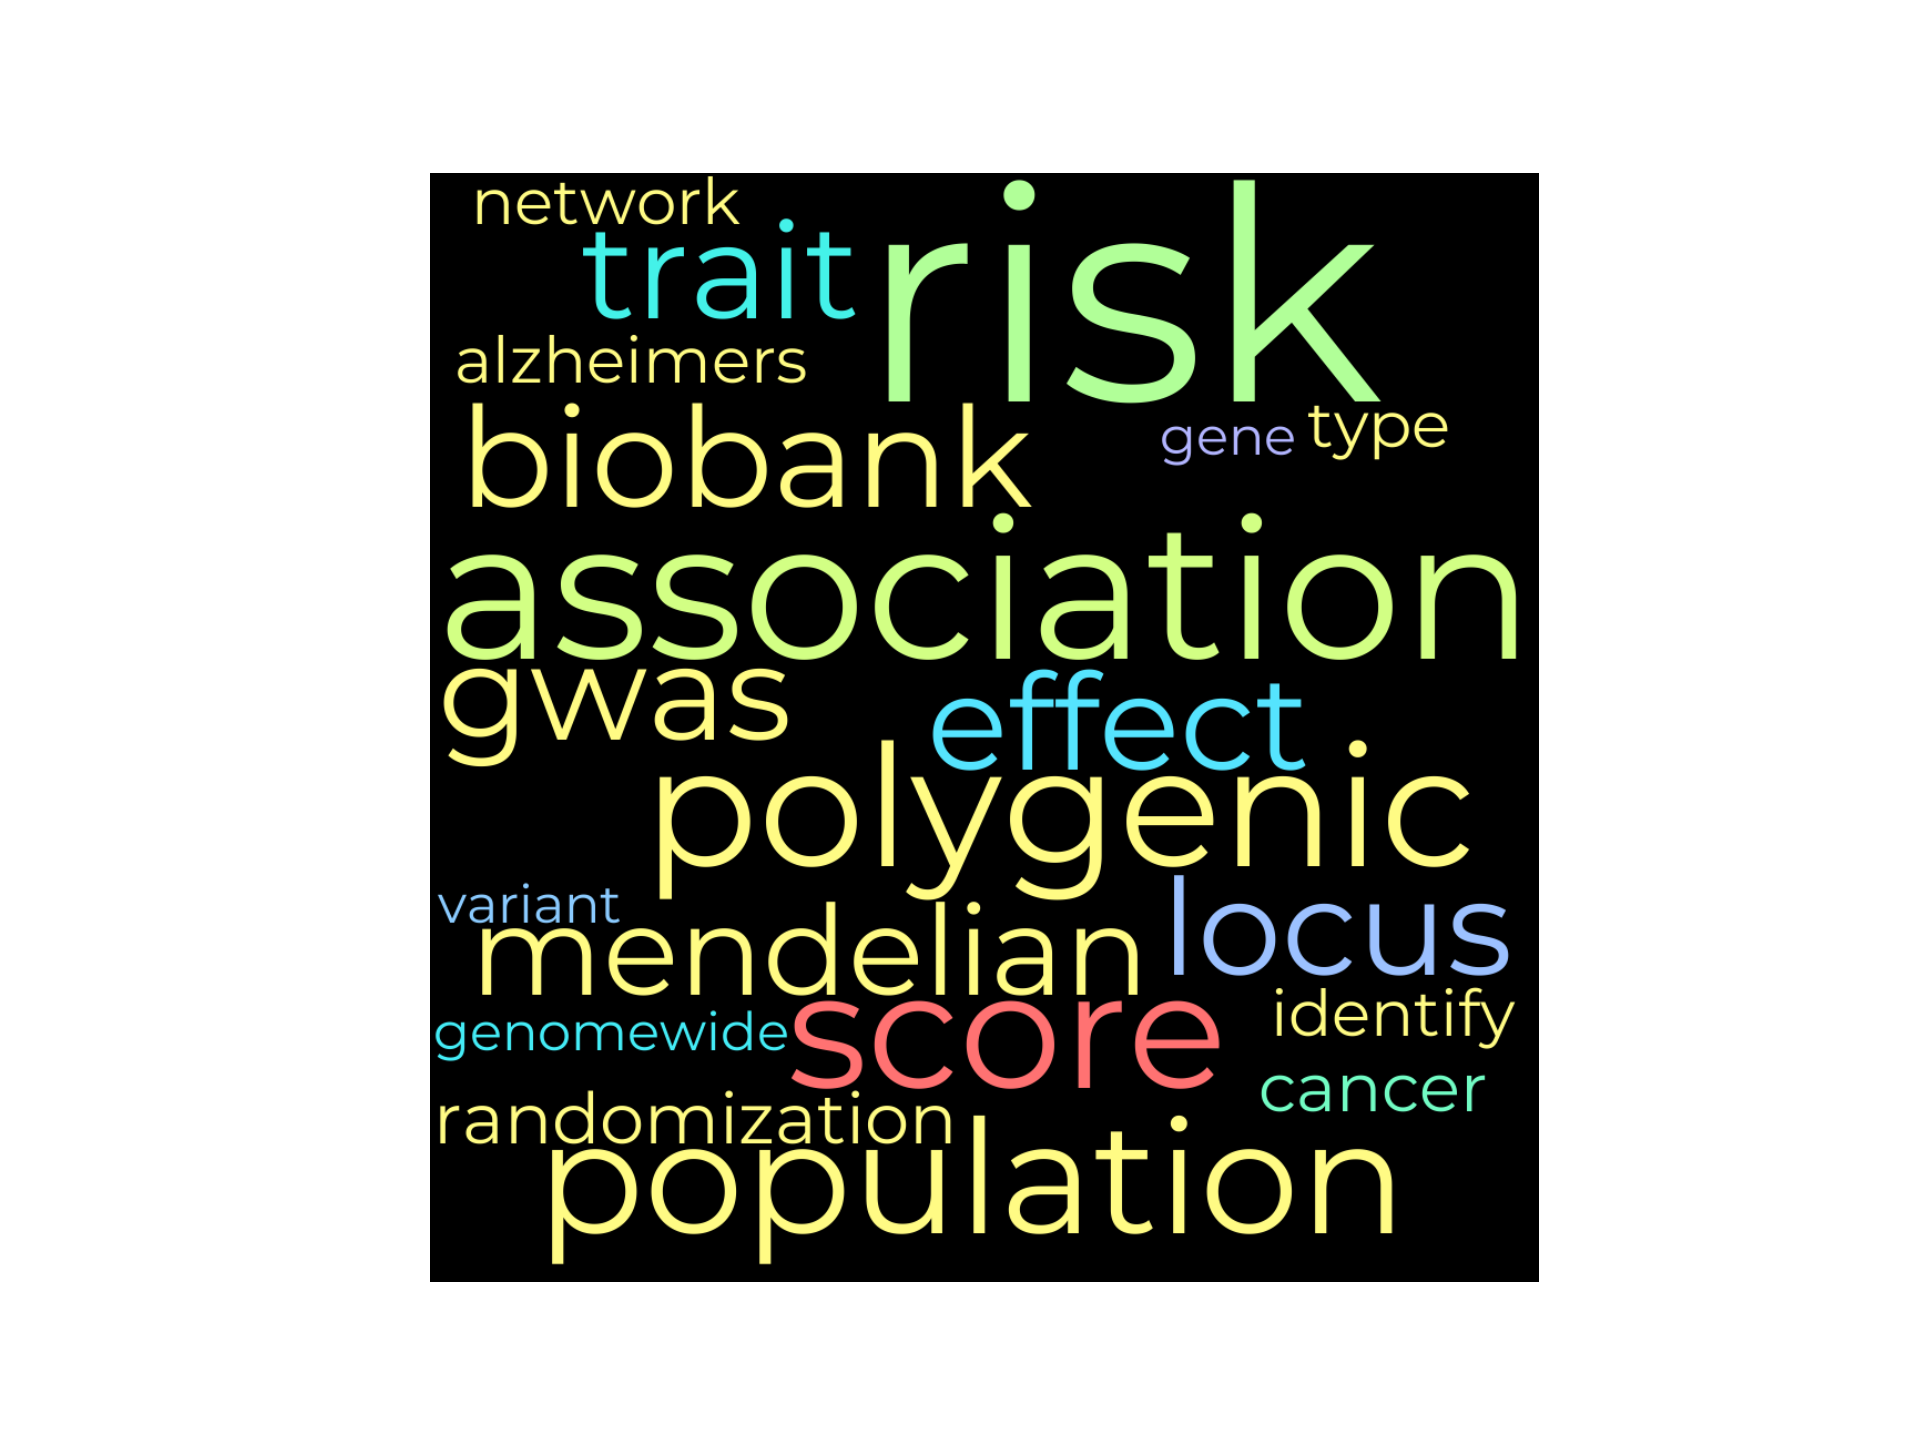 network
trait
risk
alzheimers
biobank
gene
type
association
gwas
effect
polygenic
variant
mendelian
locus
genomewide
score
identify
cancer
randomization
population